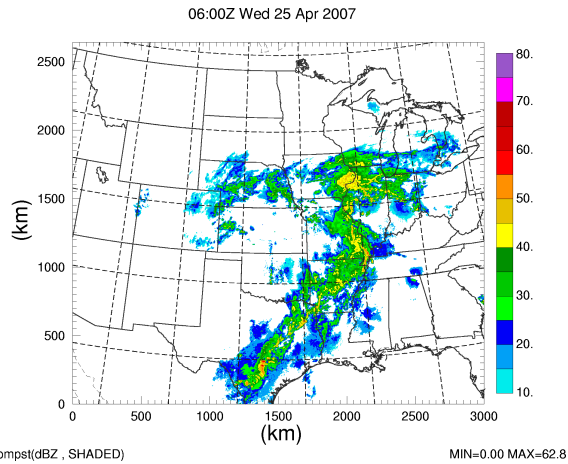 06:00Z Wed 25 Apr 2007
2500
2000
1500
1000
500
0
(km)
0 500 1000 1500 2000 2500 3000
(km)
80.
70.
60.
50.
40.
30.
20.
10.
ompst(dBZ , SHADED)
MIN=0.00 MAX=62.8